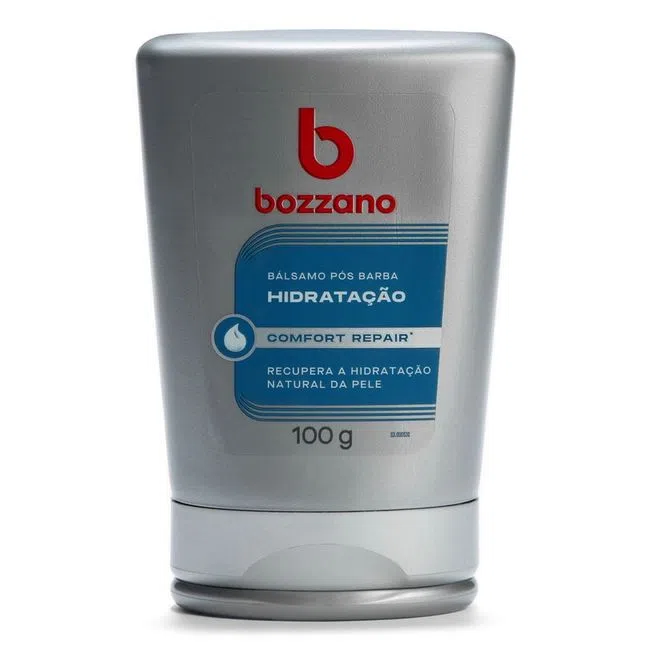 b
bozzano
BÁLSAMO PÓS BARBA
HIDRATAÇÃO
COMFORT REPAIR*
RECUPERA A HIDRATAÇÃO
NATURAL DA PELE
100 g